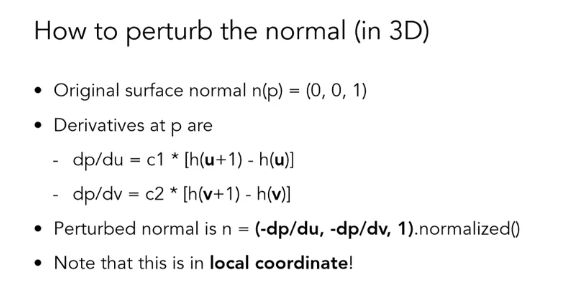 How to perturb the normal (in 3D)
• Original surface normal n(p) = (0, 0, 1)
• Derivatives at p are
- dp/du = c1 * [h(u+1) - h(u)]
- dp/dv = c2 * [h(v+1) - h(v)]
• Perturbed normal is n = (-dp/du, -dp/dv, 1).normalized()
• Note that this is in local coordinate!